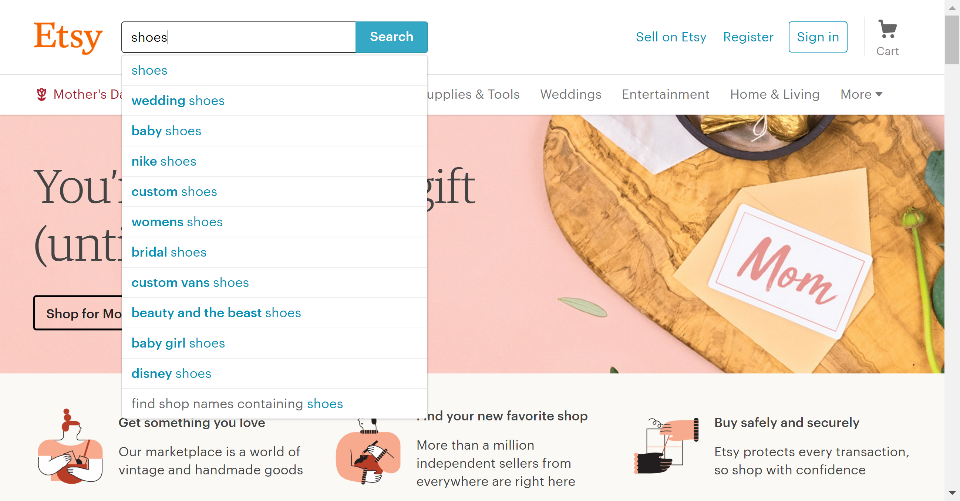 Etsy
shoes
Search
Sell on Etsy
Register
Sign in
Cart
Mother's Da
upplies & Tools
Weddings
Entertainment
Home & Living
More
shoes
wedding shoes
baby shoes
nike shoes
custom shoes
womens shoes
bridal shoes
custom vans shoes
beauty and the beast shoes
baby girl shoes
disney shoes
find shop names containing shoes
You'r
gift
(unti
Shop for Mo
Mom
Get something you love
Our marketplace is a world of
vintage and handmade goods
Find your new favorite shop
More than a million
independent sellers from
everywhere are right here
Buy safely and securely
Etsy protects every transaction,
so shop with confidence